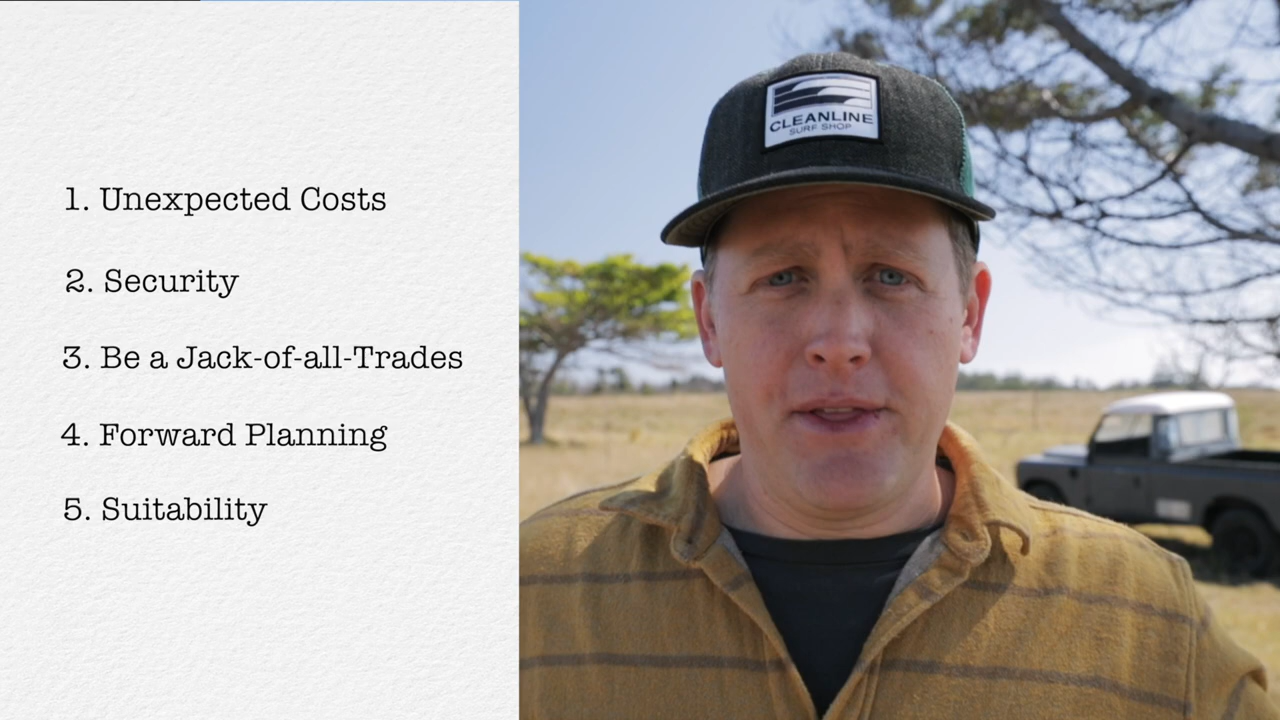 1. Unexpected Costs
2. Security
3. Be a Jack-of-all-Trades
4. Forward Planning
5. Suitability
CLEANLINE
SURF SHOP